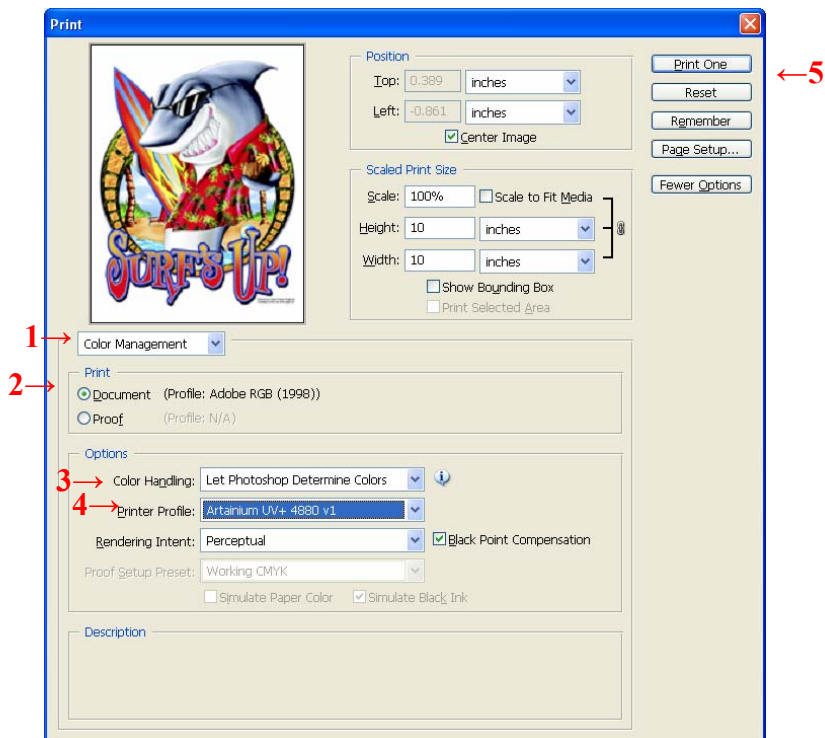 Print
SURF'S UP!
Position
Top: 0.389 inches
Left: -0.861 inches
Center Image
Scaled Print Size
Scale: 100% Scale to Fit Media
Height: 10 inches
Width: 10 inches
Show Bounding Box
Print Selected Area
Print One
←5
Reset
Remember
Page Setup...
Fewer Options
1→ Color Management
Print
2→
Document (Profile: Adobe RGB (1998))
Proof (Profile: N/A)
Options
3→ Color Handling: Let Photoshop Determine Colors
4→ Printer Profile: Artainium UV+ 4880 v1
Rendering Intent: Perceptual Black Point Compensation
Proof Setup Preset: Working CMYK
Simulate Paper Color Simulate Black Ink
Description